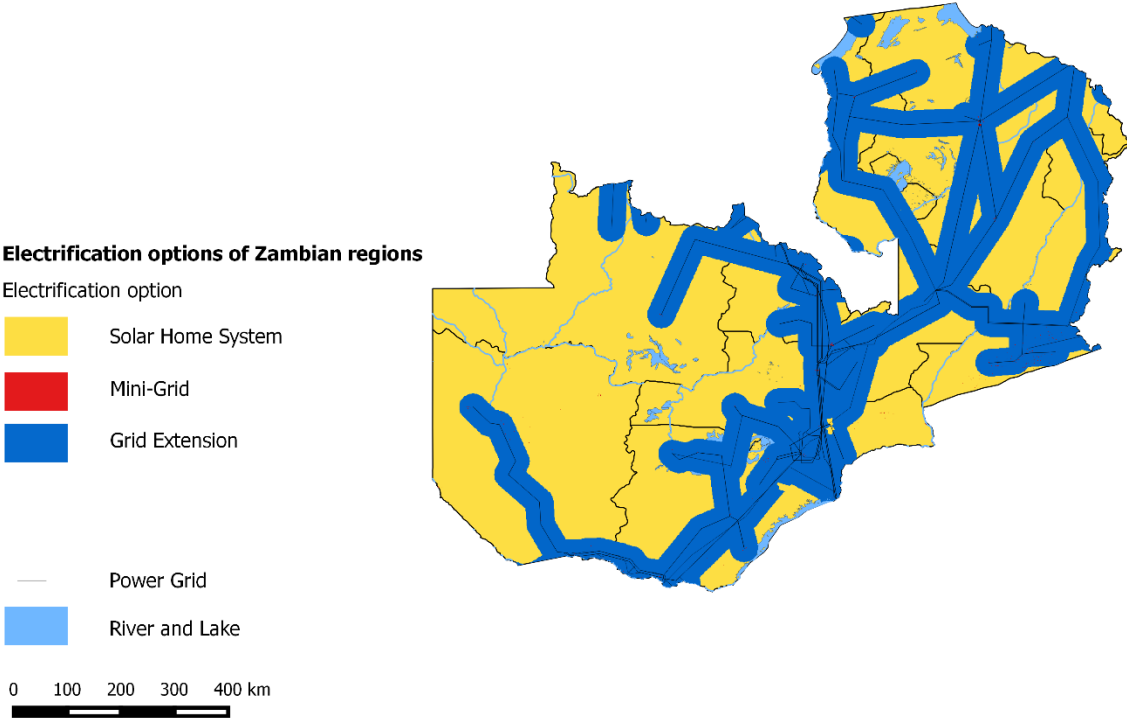 Electrification options of Zambian regions
Electrification option
Solar Home System
Mini-Grid
Grid Extension
Power Grid
River and Lake
0 100 200 300 400 km